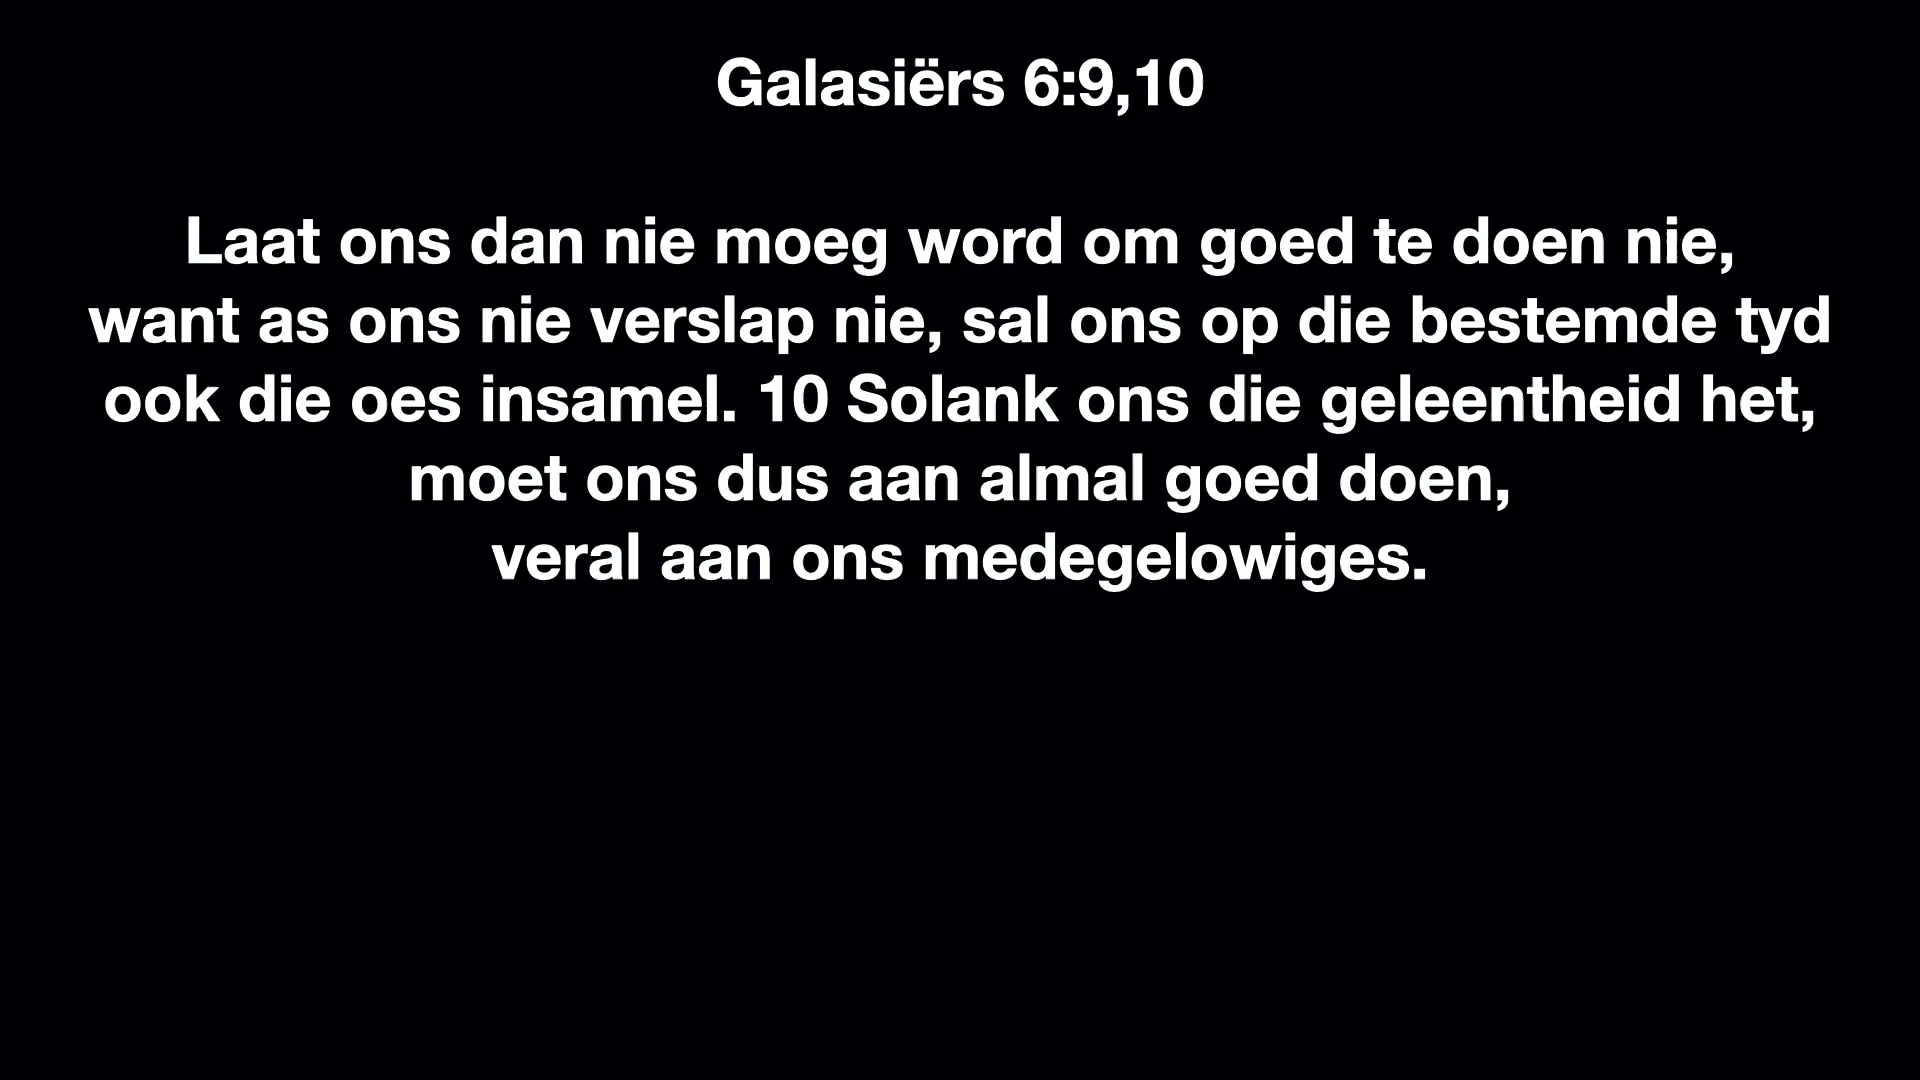 Galasiërs 6:9,10
Laat ons dan nie moeg word om goed te doen nie,
want as ons nie verslap nie, sal ons op die bestemde tyd
ook die oes insamel. 10 Solank ons die geleentheid het,
moet ons dus aan almal goed doen,
veral aan ons medegelowiges.